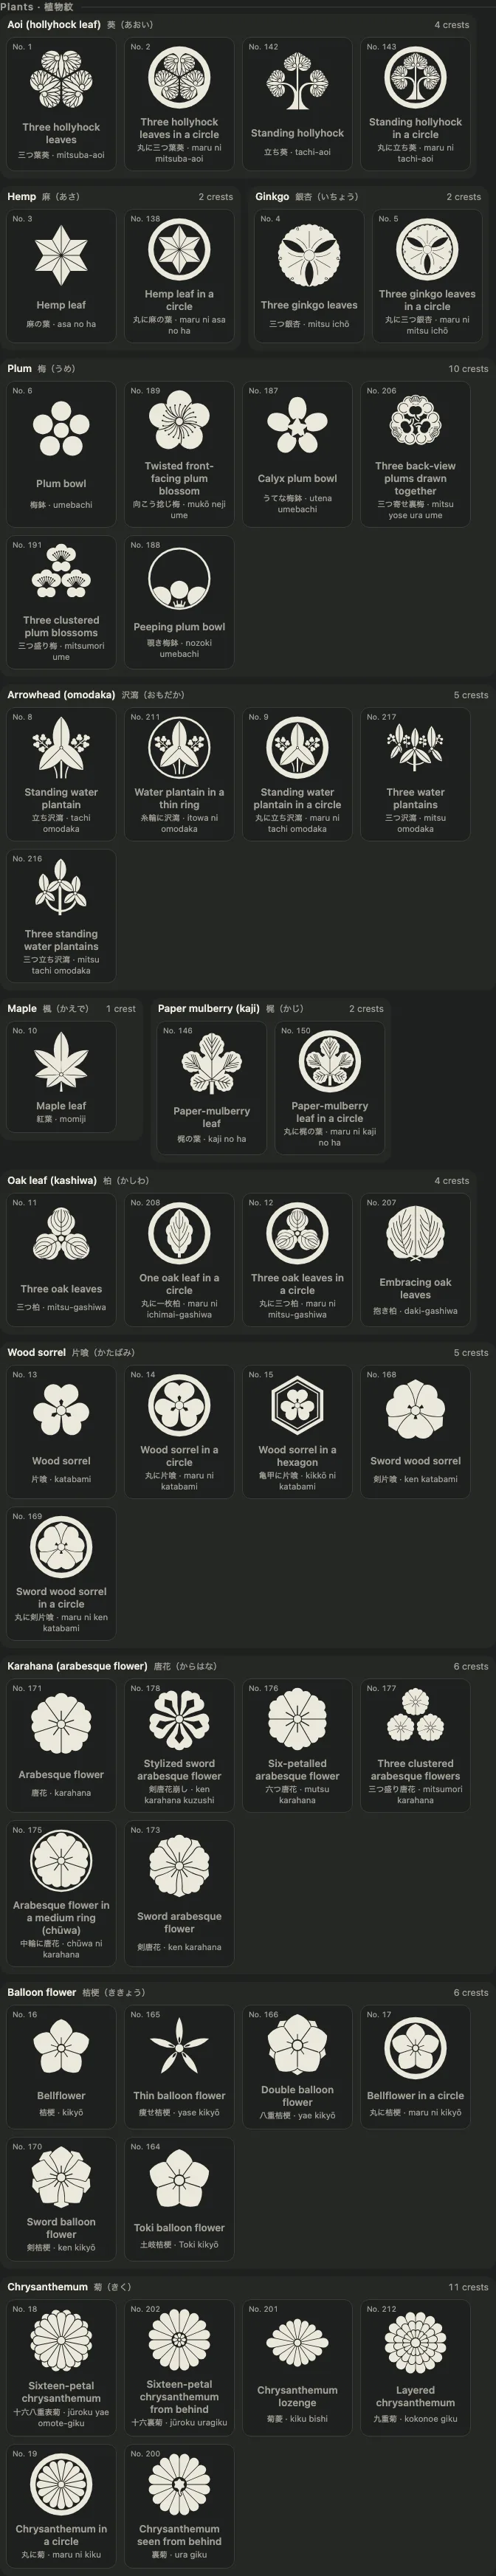 Plants · 植物紋
Aoi (hollyhock leaf) 葵（あおい） 4 crests
No. 1
Three hollyhock
leaves
三つ葉葵 · mitsuba-aoi
No. 2
Three hollyhock
leaves in a circle
丸に三つ葉葵 · maru ni
mitsuba-aoi
No. 142
Standing hollyhock
立ち葵 · tachi-aoi
No. 143
Standing hollyhock
in a circle
丸に立ち葵 · maru ni
tachi-aoi
Hemp 麻（あさ） 2 crests
No. 3
Hemp leaf
麻の葉 · asa no ha
No. 138
Hemp leaf in a
circle
丸に麻の葉 · maru ni asa
no ha
Ginkgo 銀杏（いちょう） 2 crests
No. 4
Three ginkgo leaves
三つ銀杏 · mitsu ichō
No. 5
Three ginkgo leaves
in a circle
丸に三つ銀杏 · maru ni
mitsu ichō
Plum 梅（うめ） 10 crests
No. 6
Plum bowl
梅鉢 · umebachi
No. 189
Twisted front-
facing plum
blossom
向こう捻じ梅 · mukō neji
ume
No. 187
Calyx plum bowl
うてな梅鉢 · utena
umebachi
No. 206
Three back-view
plums drawn
together
三つ寄せ裏梅 · mitsu
yose ura ume
No. 191
Three clustered
plum blossoms
三つ盛り梅 · mitsumori
ume
No. 188
Peeping plum bowl
覗き梅鉢 · nozoki
umebachi
Arrowhead (omodaka) 沢瀉（おもだか） 5 crests
No. 8
Standing water
plantain
立ち沢瀉 · tachi
omodaka
No. 211
Water plantain in a
thin ring
糸輪に沢瀉 · itowa ni
omodaka
No. 9
Standing water
plantain in a circle
丸に立ち沢瀉 · maru ni
tachi omodaka
No. 217
Three water
plantains
三つ沢瀉 · mitsu
omodaka
No. 216
Three standing
water plantains
三つ立ち沢瀉 · mitsu
tachi omodaka
Maple 楓（かえで） 1 crest
No. 10
Maple leaf
紅葉 · momiji
Paper mulberry (kaji) 梶（かじ） 2 crests
No. 146
Paper-mulberry
leaf
梶の葉 · kaji no ha
No. 150
Paper-mulberry
leaf in a circle
丸に梶の葉 · maru ni kaji
no ha
Oak leaf (kashiwa) 柏（かしわ） 4 crests
No. 11
Three oak leaves
三つ柏 · mitsu-gashiwa
No. 208
One oak leaf in a
circle
丸に一枚柏 · maru ni
ichimai-gashiwa
No. 12
Three oak leaves in
a circle
丸に三つ柏 · maru ni
mitsu-gashiwa
No. 207
Embracing oak
leaves
抱き柏 · daki-gashiwa
Wood sorrel 片喰（かたばみ） 5 crests
No. 13
Wood sorrel
片喰 · katabami
No. 14
Wood sorrel in a
circle
丸に片喰 · maru ni
katabami
No. 15
Wood sorrel in a
hexagon
亀甲に片喰 · kikkō ni
katabami
No. 168
Sword wood sorrel
剣片喰 · ken katabami
No. 169
Sword wood sorrel
in a circle
丸に剣片喰 · maru ni ken
katabami
Karahana (arabesque flower) 唐花（からはな） 6 crests
No. 171
Arabesque flower
唐花 · karahana
No. 178
Stylized sword
arabesque flower
剣唐花崩し · ken
karahana kuzushi
No. 176
Six-petalled
arabesque flower
六つ唐花 · mutsu
karahana
No. 177
Three clustered
arabesque flowers
三つ盛り唐花 · mitsumori
karahana
No. 175
Arabesque flower in
a medium ring
(chūwa)
中輪に唐花 · chūwa ni
karahana
No. 173
Sword arabesque
flower
剣唐花 · ken karahana
Balloon flower 桔梗（ききょう） 6 crests
No. 16
Bellflower
桔梗 · kikyō
No. 165
Thin balloon flower
痩せ桔梗 · yase kikyō
No. 166
Double balloon
flower
八重桔梗 · yae kikyō
No. 17
Bellflower in a circle
丸に桔梗 · maru ni kikyō
No. 170
Sword balloon
flower
剣桔梗 · ken kikyō
No. 164
Toki balloon flower
土岐桔梗 · Toki kikyō
Chrysanthemum 菊（きく） 11 crests
No. 18
Sixteen-petal
chrysanthemum
十六八重表菊 · jūroku yae
omote-giku
No. 202
Sixteen-petal
chrysanthemum
from behind
十六裏菊 · jūroku uragiku
No. 201
Chrysanthemum
lozenge
菊菱 · kiku bishi
No. 212
Layered
chrysanthemum
九重菊 · kokonoe giku
No. 19
Chrysanthemum in
a circle
丸に菊 · maru ni kiku
No. 200
Chrysanthemum
seen from behind
裏菊 · ura giku